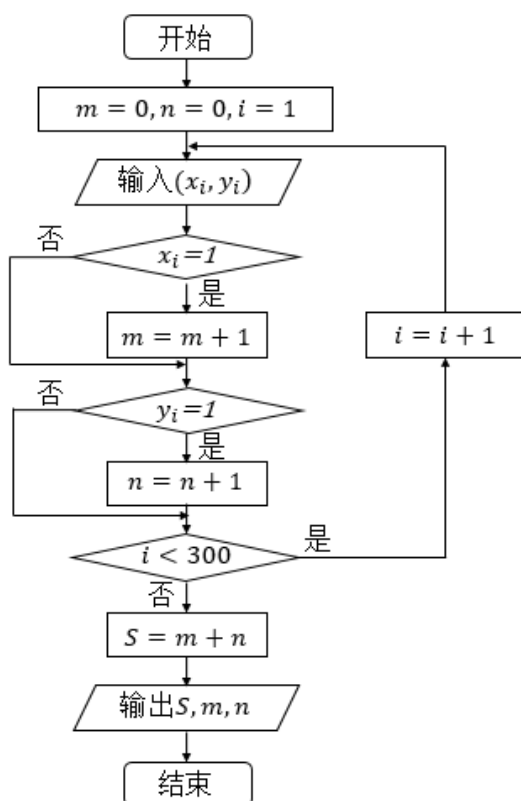 开始
m = 0, n = 0, i = 1
输入(xᵢ, yᵢ)
否
xᵢ=1
是
m = m + 1
i = i + 1
否
yᵢ=1
是
n = n + 1
i < 300
是
否
S = m + n
输出S, m, n
结束